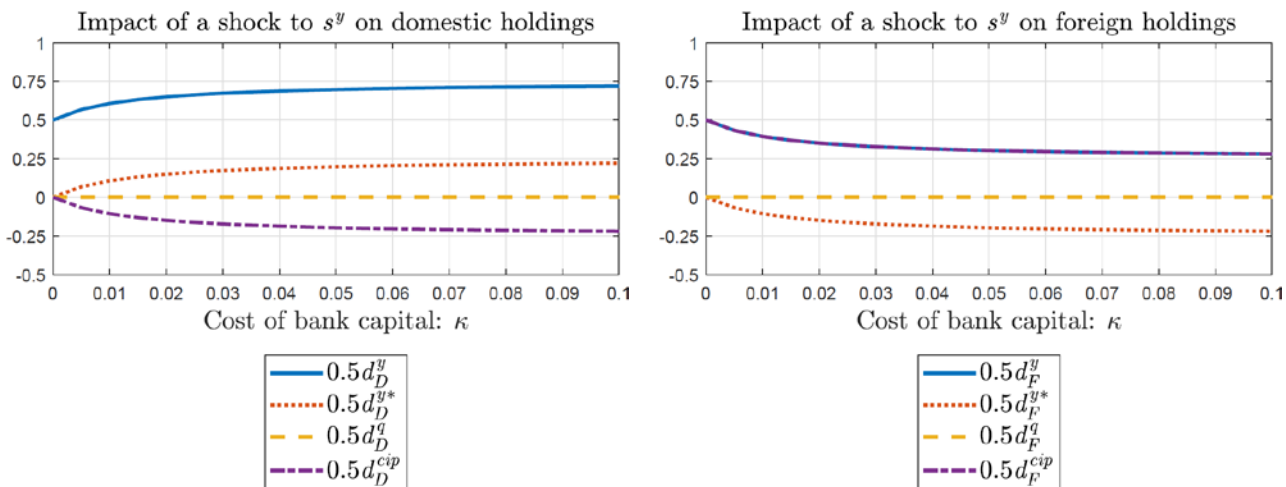 Impact of a shock to $s^y$ on domestic holdings
1
0.75
0.5
0.25
0
-0.25
-0.5
0 0.01 0.02 0.03 0.04 0.05 0.06 0.07 0.08 0.09 0.1
Cost of bank capital: κ
$0.5d_D^y$
$0.5d_D^{y*}$
$0.5d_D^q$
$0.5d_D^{cip}$
Impact of a shock to $s^y$ on foreign holdings
1
0.75
0.5
0.25
0
-0.25
-0.5
0 0.01 0.02 0.03 0.04 0.05 0.06 0.07 0.08 0.09 0.1
Cost of bank capital: κ
$0.5d_F^y$
$0.5d_F^{y*}$
$0.5d_F^q$
$0.5d_F^{cip}$